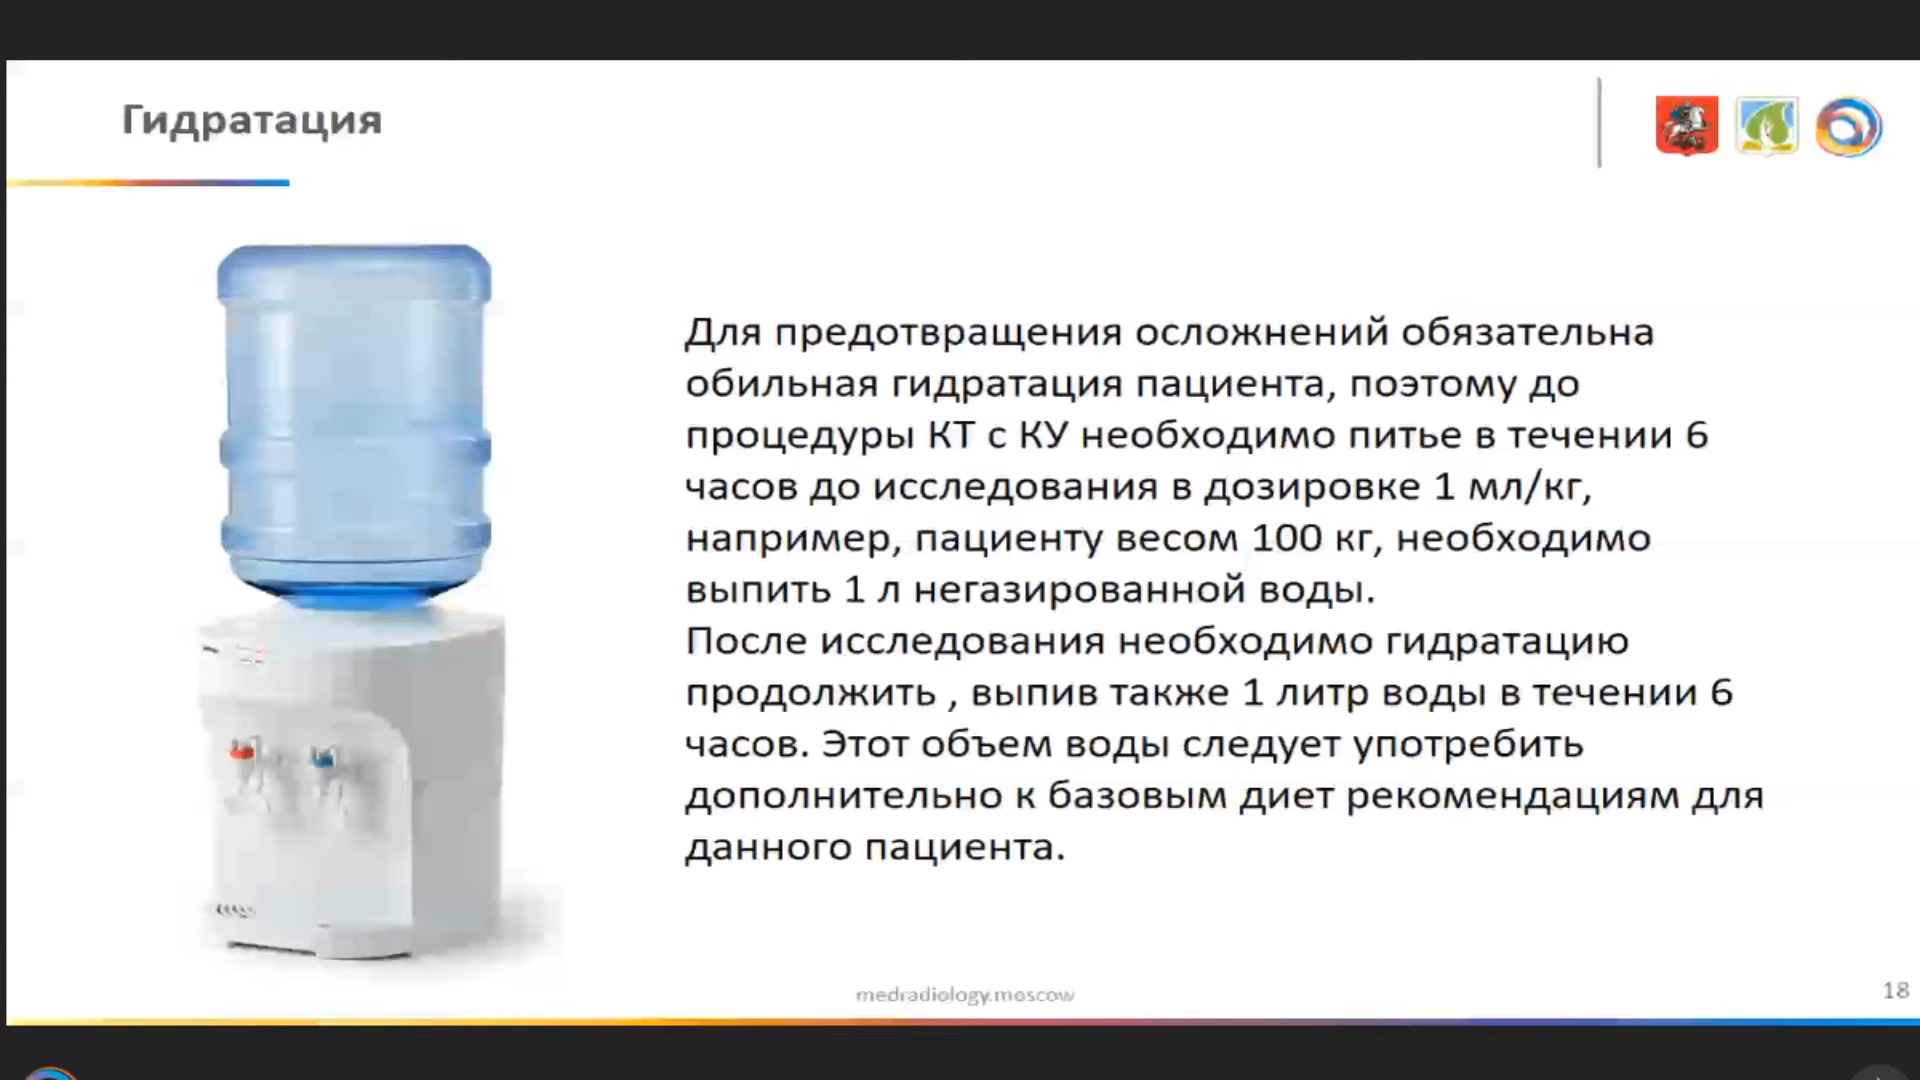 Гидратация
Для предотвращения осложнений обязательна
обильная гидратация пациента, поэтому до
процедуры КТ с КУ необходимо питье в течении 6
часов до исследования в дозировке 1 мл/кг,
например, пациенту весом 100 кг, необходимо
выпить 1 л негазированной воды.
После исследования необходимо гидратацию
продолжить , выпив также 1 литр воды в течении 6
часов. Этот объем воды следует употребить
дополнительно к базовым диет рекомендациям для
данного пациента.
medradiology.moscow
18